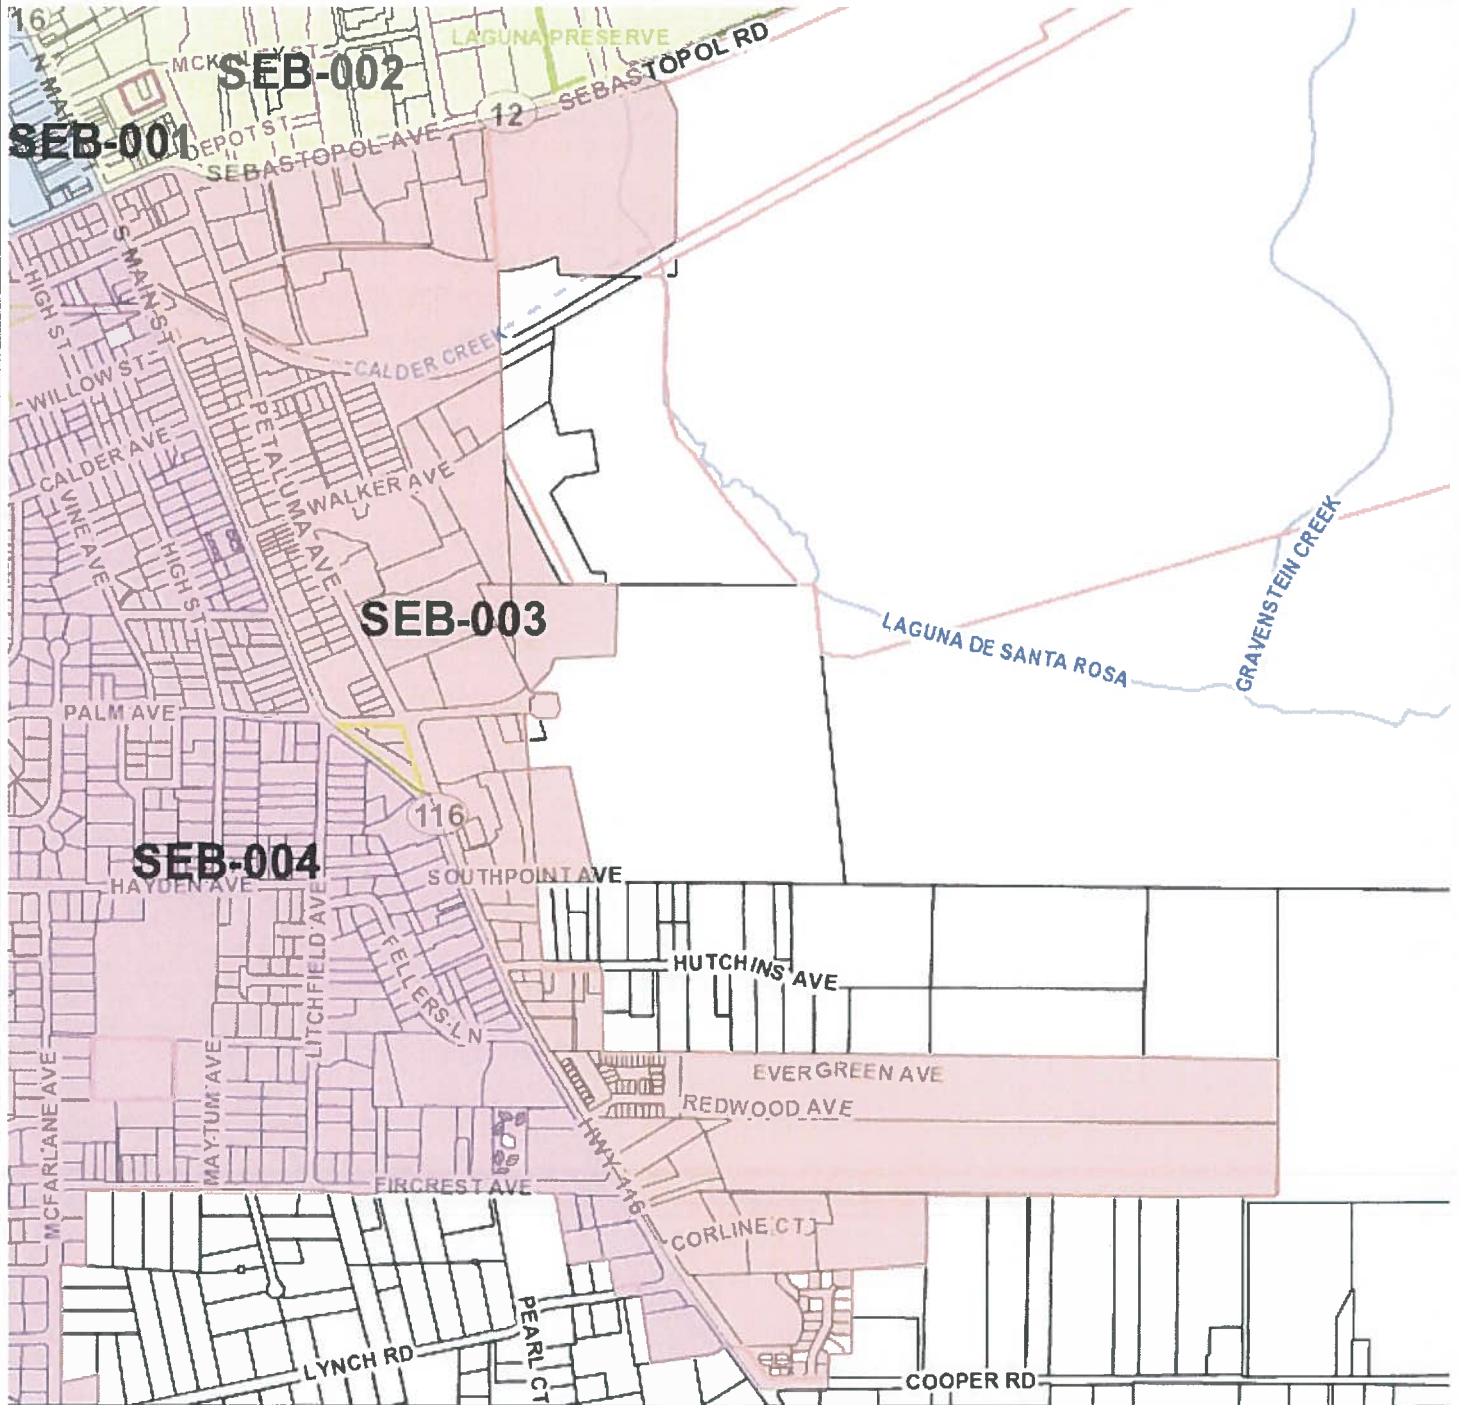 16
N MAIN
MCKINLEY ST
SEB-002
LAGUNA PRESERVE
SEBASTOPOL RD
12
SEB-001
DEPOT ST
SEBASTOPOL AVE
S MAIN ST
HIGH ST
CALDER CREEK
WILLOW ST
PETALUMA AVE
CALDER AVE
WALKER AVE
VINE AVE
HIGH ST
SEB-003
GRAVENSTEIN CREEK
LAGUNA DE SANTA ROSA
PALM AVE
116
SEB-004
HAYDEN AVE
SOUTHPOINT AVE
LITCHFIELD AVE
FELLERS LN
HUTCHINS AVE
MCFARLANE AVE
MAYTUM AVE
EVERGREEN AVE
REDWOOD AVE
HWY 116
FIRCREST AVE
CORLINE CT
PEARL CT
LYNCH RD
COOPER RD